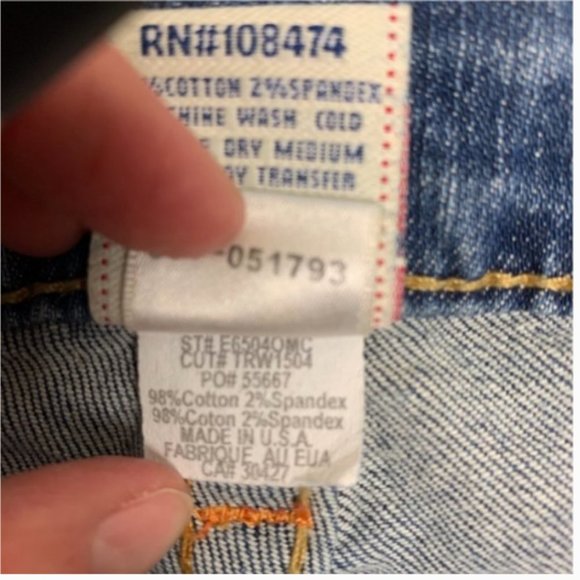 RN#108474
%COTTON 2%SPANDEX
WASH COLD
DRY MEDIUM
TRANSFER
-051793
ST# E6504OMC
CUT# TRW1504
PO# 55667
98%Cotton 2%Spandex
98%Coton 2%Spandex
MADE IN U.S.A.
FABRIQUE AU EUA
CA# 30427